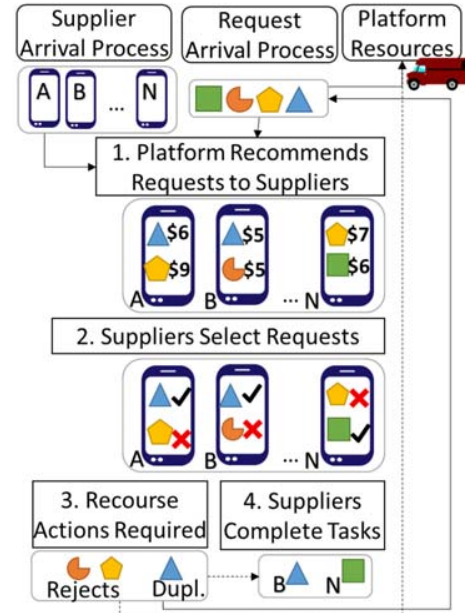 Supplier
Arrival Process
Request
Arrival Process
Platform
Resources
A B ... N
1. Platform Recommends
Requests to Suppliers
$6 $5 $7
$9 $5 $6
A B ... N
2. Suppliers Select Requests
A B ... N
3. Recourse
Actions Required
4. Suppliers
Complete Tasks
Rejects Dupl.
B N